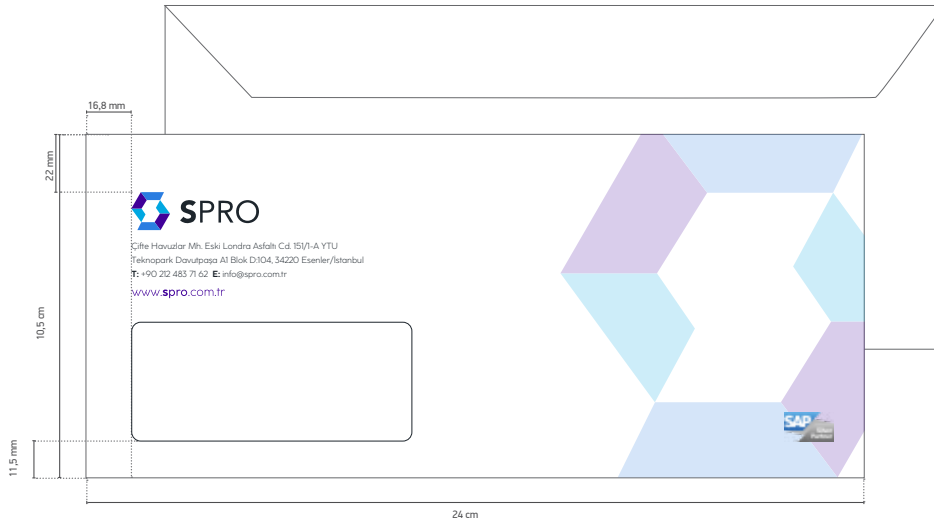 16,8 mm
22 mm
SPRO
Çifte Havuzlar Mh. Eski Londra Asfaltı Cd. 151/1-A YTU
Teknopark Davutpaşa A1 Blok D:104, 34220 Esenler/İstanbul
T: +90 212 483 71 62 E: info@spro.com.tr
www.spro.com.tr
10,5 cm
SAP
Silver
Partner
11,5 mm
24 cm